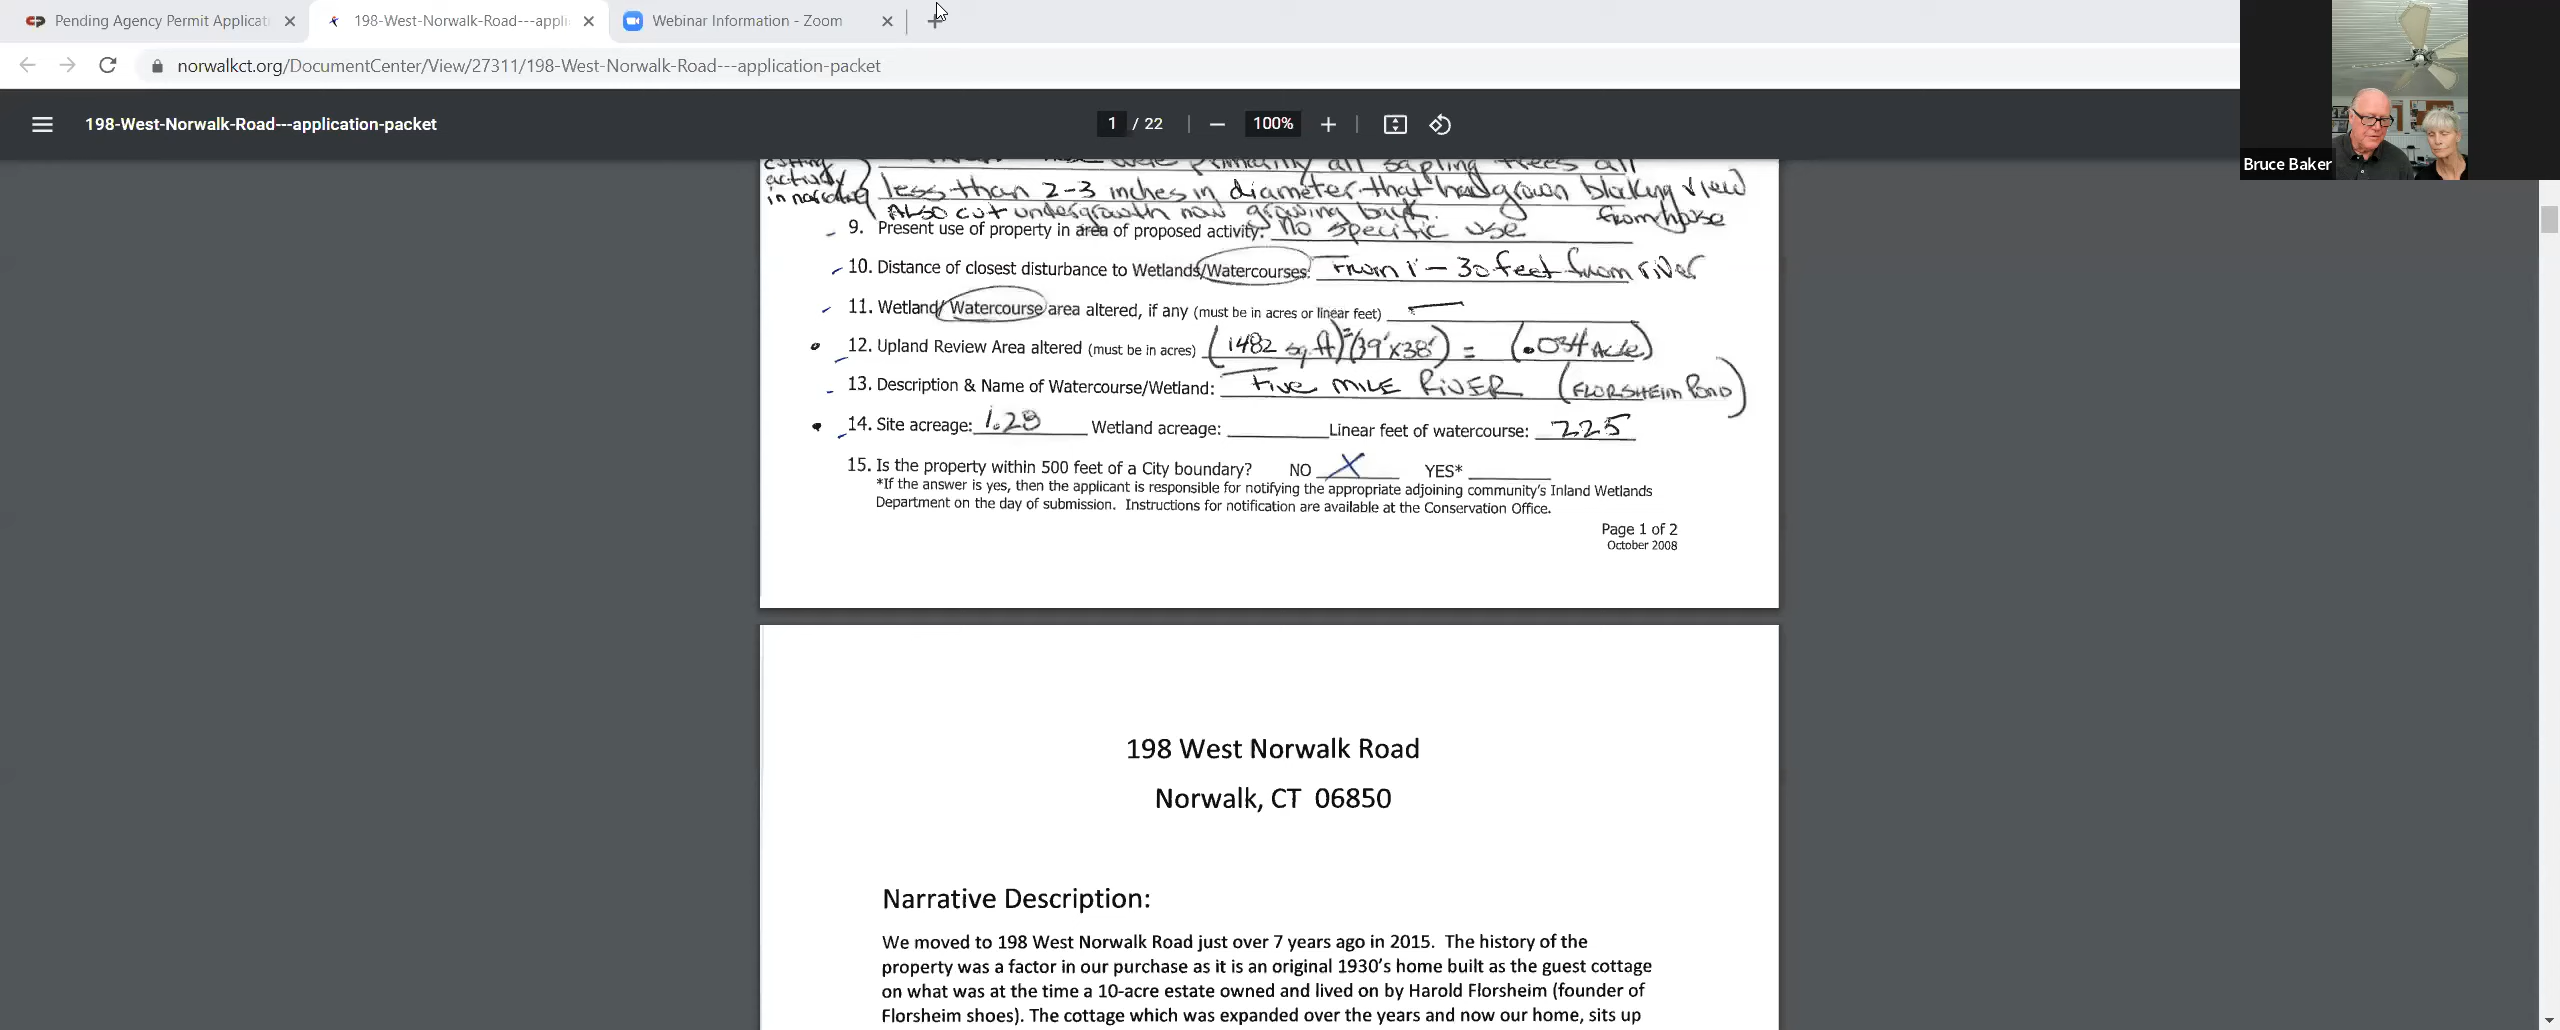 Pending Agency Permit Applicat
198-West-Norwalk-Road---appli
Webinar Information - Zoom
norwalkct.org/DocumentCenter/View/27311/198-West-Norwalk-Road---application-packet
198-West-Norwalk-Road---application-packet
1 / 22
100%
Bruce Baker
cutting were primarily all sapling trees all
activity less than 2-3 inches in diameter that had grown blocking view
in narrative Also cut undergrowth now growing back. from house
9. Present use of property in area of proposed activity: no specific use
10. Distance of closest disturbance to Wetlands/Watercourses: From 1' - 30 feet from river
11. Wetland/Watercourse area altered, if any (must be in acres or linear feet)
12. Upland Review Area altered (must be in acres) (1482 sq. ft) = (39'x38') = (.034 Acre)
13. Description & Name of Watercourse/Wetland: Five MILE RIVER (FLORSHEIM Pond)
14. Site acreage: 1.28 Wetland acreage: Linear feet of watercourse: 225
15. Is the property within 500 feet of a City boundary? NO X YES*
*If the answer is yes, then the applicant is responsible for notifying the appropriate adjoining community's Inland Wetlands
Department on the day of submission. Instructions for notification are available at the Conservation Office.
Page 1 of 2
October 2008
198 West Norwalk Road
Norwalk, CT 06850
Narrative Description:
We moved to 198 West Norwalk Road just over 7 years ago in 2015. The history of the
property was a factor in our purchase as it is an original 1930's home built as the guest cottage
on what was at the time a 10-acre estate owned and lived on by Harold Florsheim (founder of
Florsheim shoes). The cottage which was expanded over the years and now our home, sits up